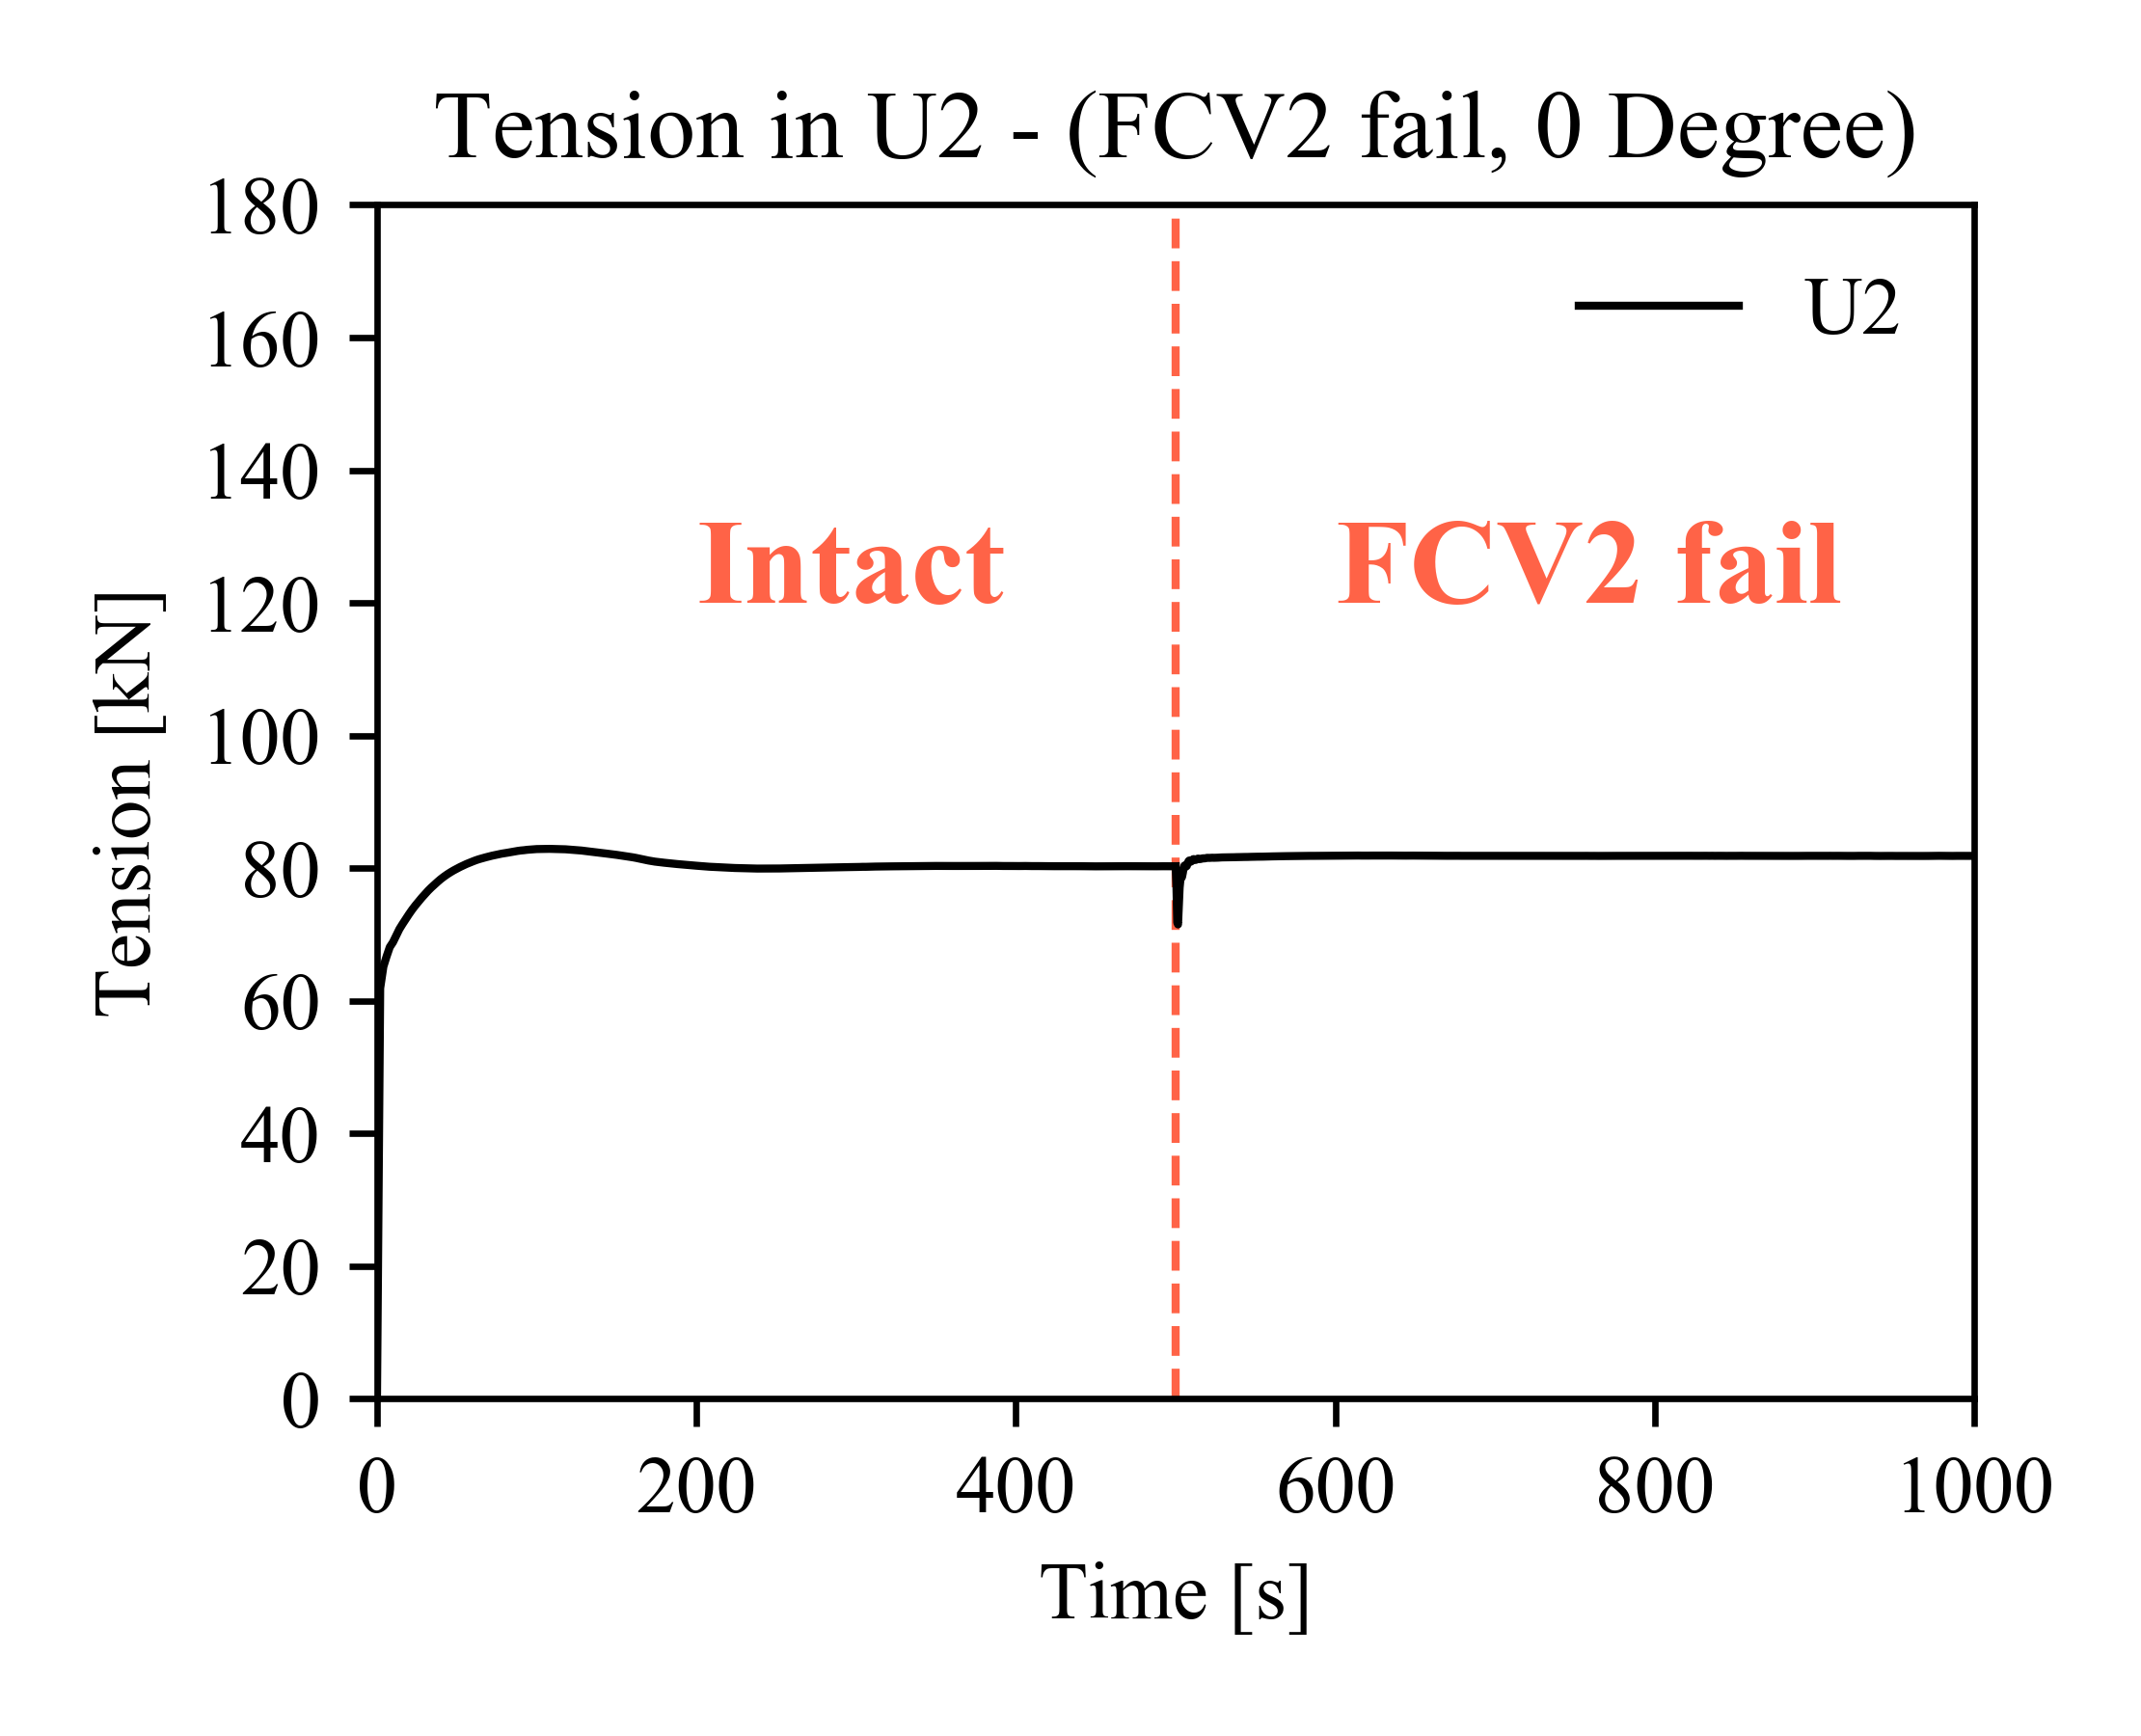 Tension in U2 - (FCV2 fail, 0 Degree)
180
160
140
120
100
80
60
40
20
0
Tension [kN]
U2
Intact
FCV2 fail
0 200 400 600 800 1000
Time [s]